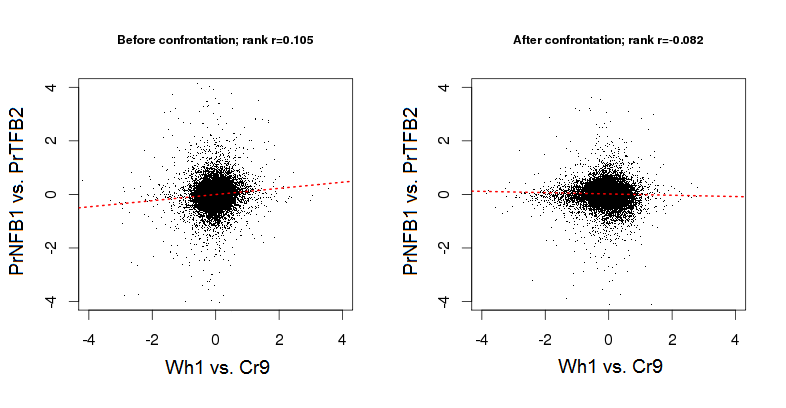 Before confrontation; rank r=0.105
PrNFB1 vs. PrTFB2
4
2
0
-2
-4
-4 -2 0 2 4
Wh1 vs. Cr9
After confrontation; rank r=-0.082
PrNFB1 vs. PrTFB2
4
2
0
-2
-4
-4 -2 0 2 4
Wh1 vs. Cr9